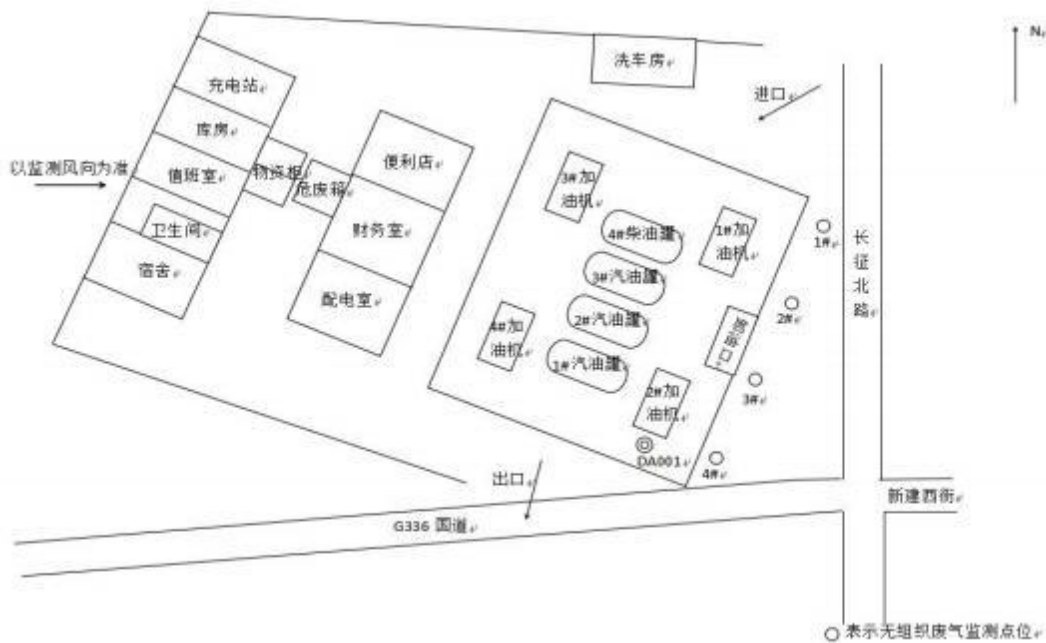 N
洗车房
充电站
进口
库房
便利店
以监测风向为准
值班室
物资柜
危废箱
3#加
油机
卫生间
财务室
4#柴油罐
1#加
油机
1#
长征北路
宿舍
3#汽油罐
配电室
2#汽油罐
2#
4#加
油机
卸油口
1#汽油罐
2#加
油机
3#
DA001
4#
出口
新建西街
G336 国道
表示无组织废气监测点位